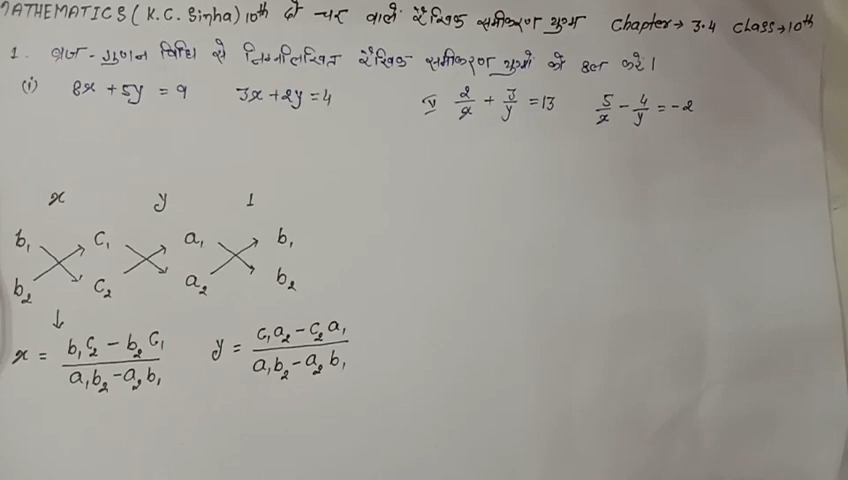 MATHEMATICS (K.C. Sinha) 10th दो चर वाले रैखिक समीकरण युग्म Chapter → 3.4 Class → 10th
1. वज्र-गुणन विधि से निम्नलिखित रैखिक समीकरण युग्मों को हल करें।
(i) 8x + 5y = 9 3x + 2y = 4 v 2/x + 3/y = 13 5/x - 4/y = -2
x y 1
b₁ c₁ a₁ b₁
b₂ c₂ a₂ b₂
x = (b₁c₂ - b₂c₁)/(a₁b₂ - a₂b₁) y = (c₁a₂ - c₂a₁)/(a₁b₂ - a₂b₁)